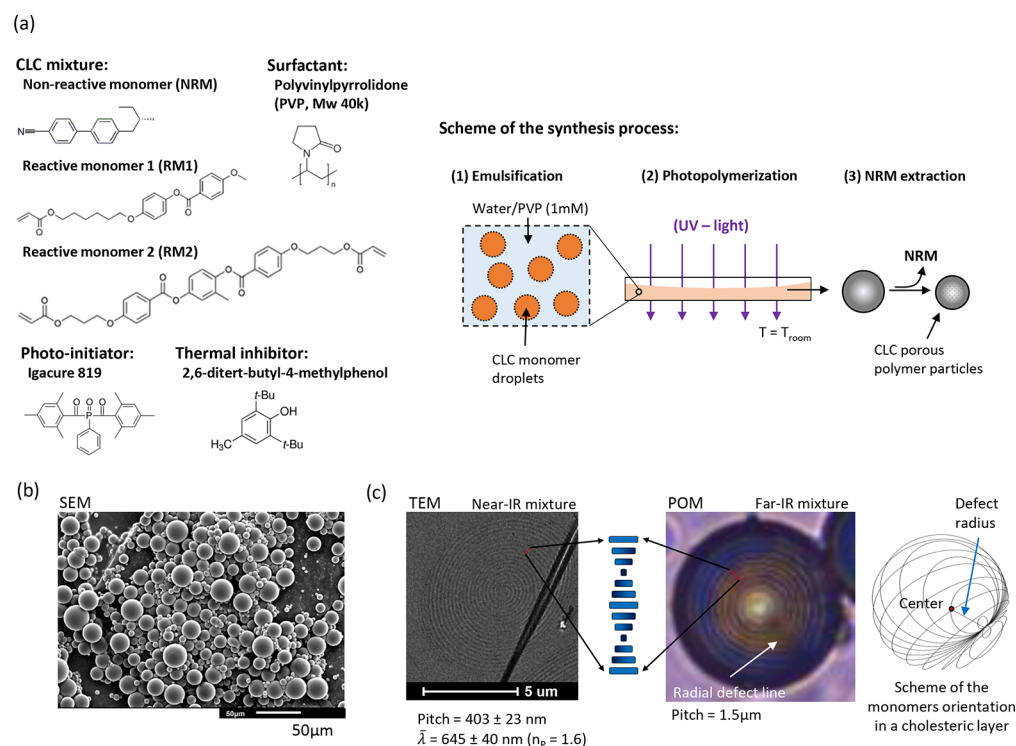 (a)
CLC mixture:
Non-reactive monomer (NRM)
N
Surfactant:
Polyvinylpyrrolidone
(PVP, Mw 40k)
N
O
n
Reactive monomer 1 (RM1)
O
O
O
O
O
O
Reactive monomer 2 (RM2)
O
O
O
O
O
O
O
O
O
O
Photo-initiator:
Igacure 819
O
O
O
P
Thermal inhibitor:
2,6-ditert-butyl-4-methylphenol
t-Bu
OH
H3C
t-Bu
Scheme of the synthesis process:
(1) Emulsification
Water/PVP (1mM)
CLC monomer
droplets
(2) Photopolymerization
(UV – light)
T = Troom
(3) NRM extraction
NRM
CLC porous
polymer particles
(b)
SEM
50µm
50µm
(c)
TEM
Near-IR mixture
5 um
Pitch = 403 ± 23 nm
λ̄ = 645 ± 40 nm (nP = 1.6)
POM
Far-IR mixture
Radial defect line
Pitch = 1.5µm
Defect
radius
Center
Scheme of the
monomers orientation
in a cholesteric layer